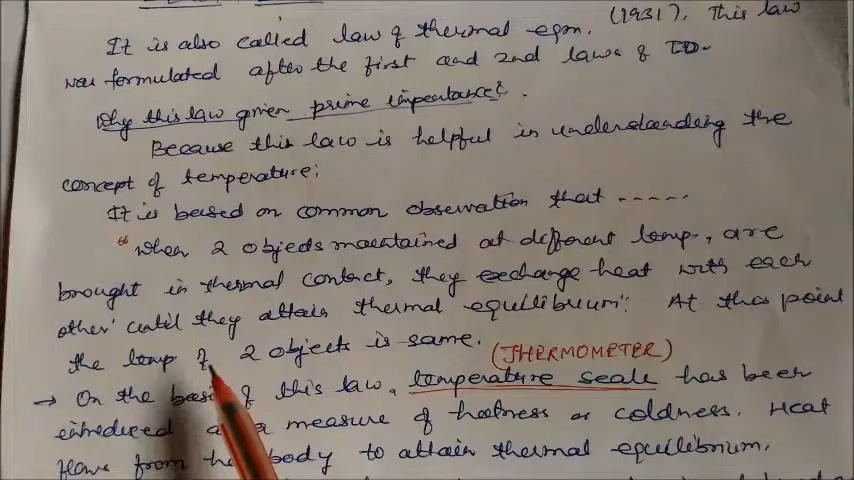 (1931). This law
It is also called law of thermal eqm.
was formulated after the first and 2nd laws of TD.
Why this law given prime importance?
Because this law is helpful in understanding the
concept of temperature:
It is based on common observation that .....
"When 2 objects maintained at different temp, are
brought in thermal contact, they exchange heat with each
other until they attain thermal equilibrium". At this point
the temp of 2 objects is same. (THERMOMETER)
→ On the basis of this law, temperature scale has been
introduced as a measure of hotness or coldness. Heat
flows from the body to attain thermal equilibrium.